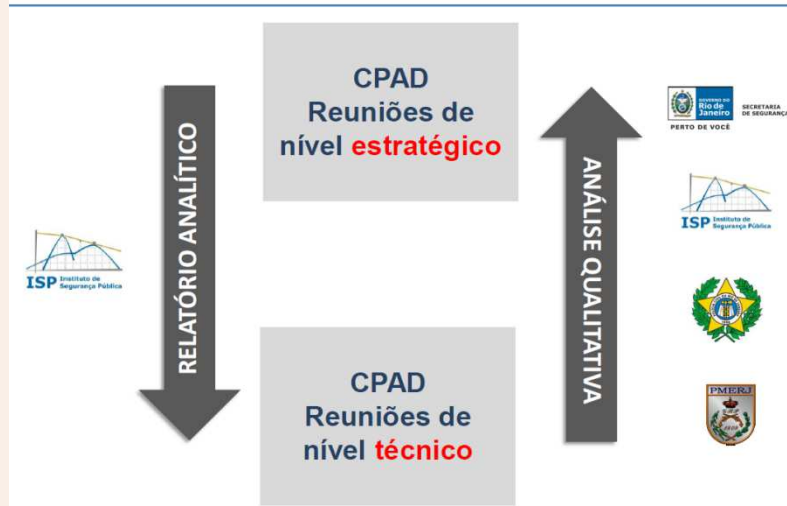 CPAD
Reuniões de
nível estratégico
RELATÓRIO ANALÍTICO
ANÁLISE QUALITATIVA
CPAD
Reuniões de
nível técnico
ISP Instituto de
Segurança Pública
GOVERNO DO
Rio de
Janeiro
SECRETARIA
DE SEGURANÇA
PERTO DE VOCÊ
ISP Instituto de
Segurança Pública
PMERJ